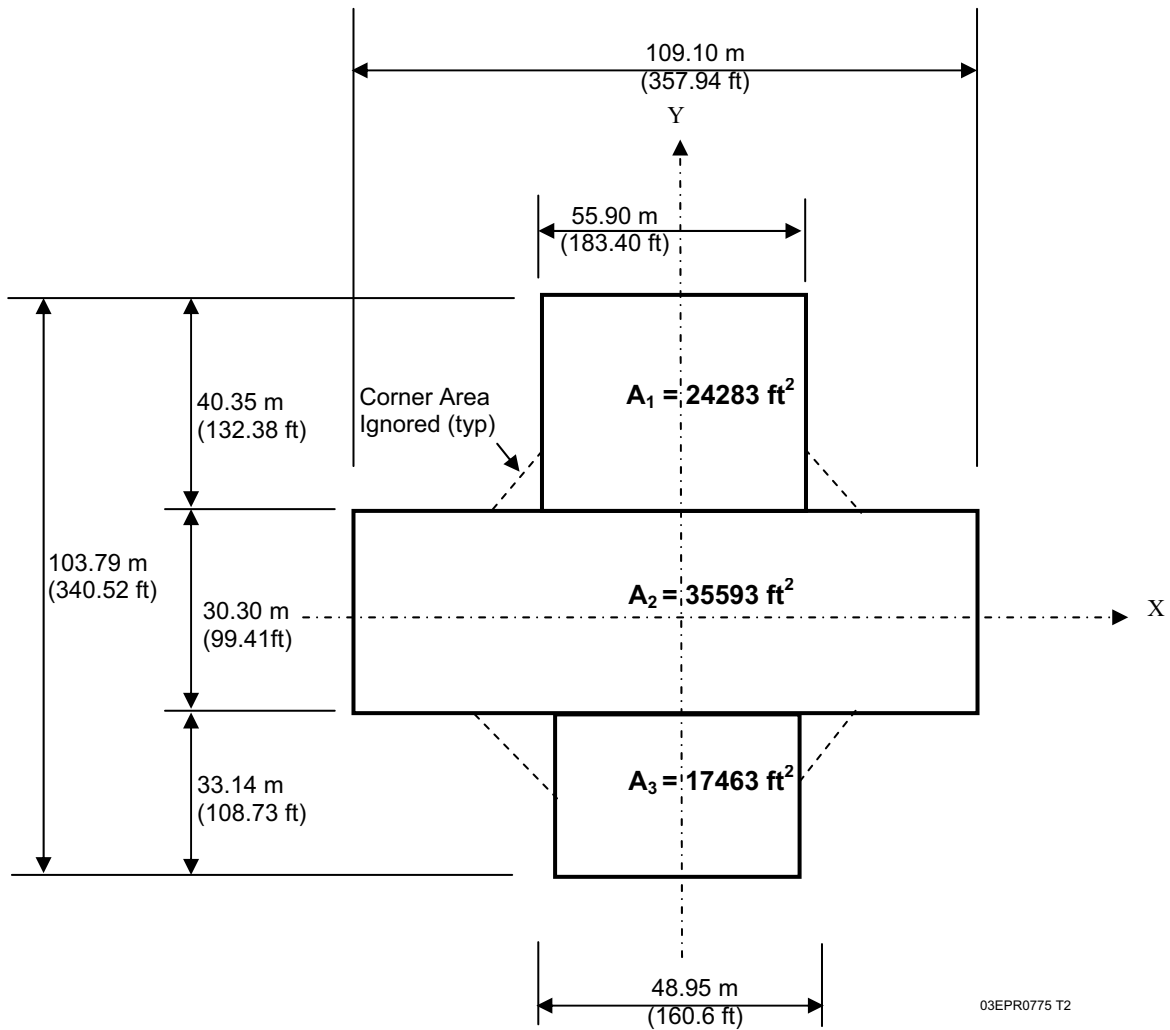 109.10 m
(357.94 ft)
Y
55.90 m
(183.40 ft)
40.35 m
(132.38 ft)
Corner Area
Ignored (typ)
A1 = 24283 ft2
103.79 m
(340.52 ft)
30.30 m
(99.41ft)
A2 = 35593 ft2
X
33.14 m
(108.73 ft)
A3 = 17463 ft2
48.95 m
(160.6 ft)
03EPR0775 T2